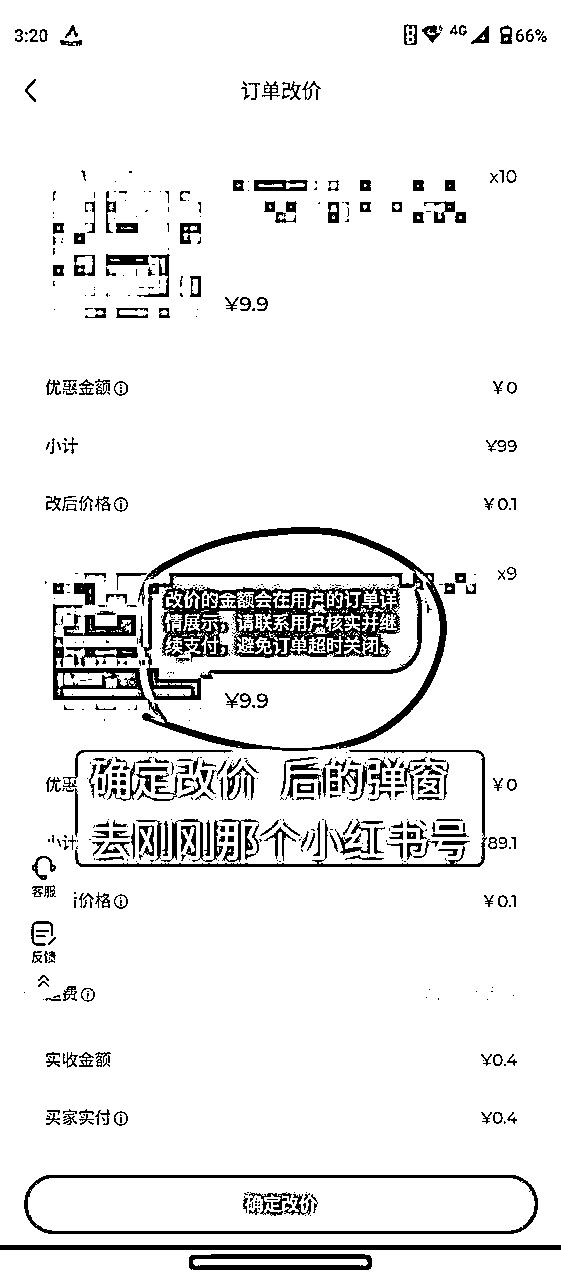 3:20
4G
66%
订单改价
x10
¥9.9
优惠金额
¥0
小计
¥99
改后价格
¥0.1
x9
改价的金额会在用户的订单详
情展示，请联系用户核实并继
续支付，避免订单超时关闭。
¥9.9
优惠
¥0
确定改价 后的弹窗
去刚刚那个小红书号
小计
89.1
客服
价格
¥0.1
反馈
费
实收金额
¥0.4
买家实付
¥0.4
确定改价